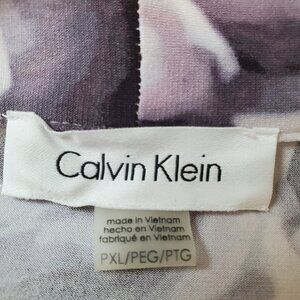 Calvin Klein
made in Vietnam
hecho en Vietnam
fabriqué en Vietnam
PXL/PEG/PTG